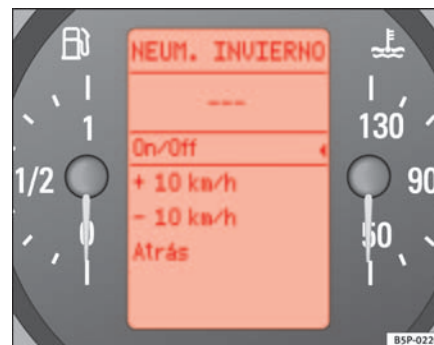 NEUM. INVIERNO
---
On/Off
+ 10 km/h
- 10 km/h
Atrás
1
1/2
0
130
90
50
B5P-022